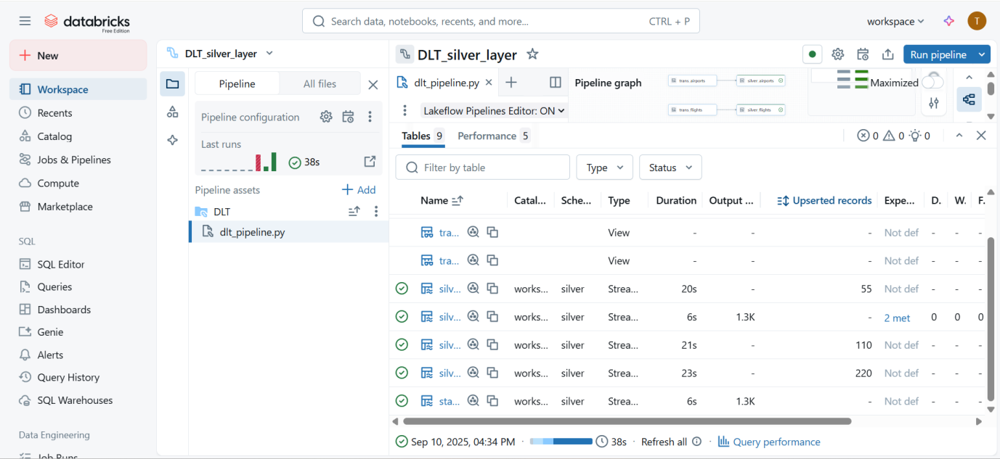 databricks
Free Edition
Search data, notebooks, recents, and more...
CTRL + P
workspace
T
New
Workspace
Recents
Catalog
Jobs & Pipelines
Compute
Marketplace
SQL
SQL Editor
Queries
Dashboards
Genie
Alerts
Query History
SQL Warehouses
Data Engineering
Job Runs
DLT_silver_layer
Pipeline
All files
Pipeline configuration
Last runs
38s
Pipeline assets
Add
DLT
dlt_pipeline.py
DLT_silver_layer
Run pipeline
dlt_pipeline.py
Lakeflow Pipelines Editor: ON
Pipeline graph
trans airports
silver airports
trans flights
silver flights
Maximized
Tables 9
Performance 5
0 0 0
Filter by table
Type
Status
Name Catal... Sche... Type Duration Output ... Upserted records Expe... D. W. F.
tra... View - - - Not def - - -
tra... View - - - Not def - - -
silv... works... silver Strea... 20s - 55 Not def - - -
silv... works... silver Strea... 6s 1.3K - 2 met 0 0 0
silv... works... silver Strea... 21s - 110 Not def - - -
silv... works... silver Strea... 23s - 220 Not def - - -
sta... works... silver Strea... 6s 1.3K - Not def - - -
Sep 10, 2025, 04:34 PM · 38s · Refresh all · Query performance